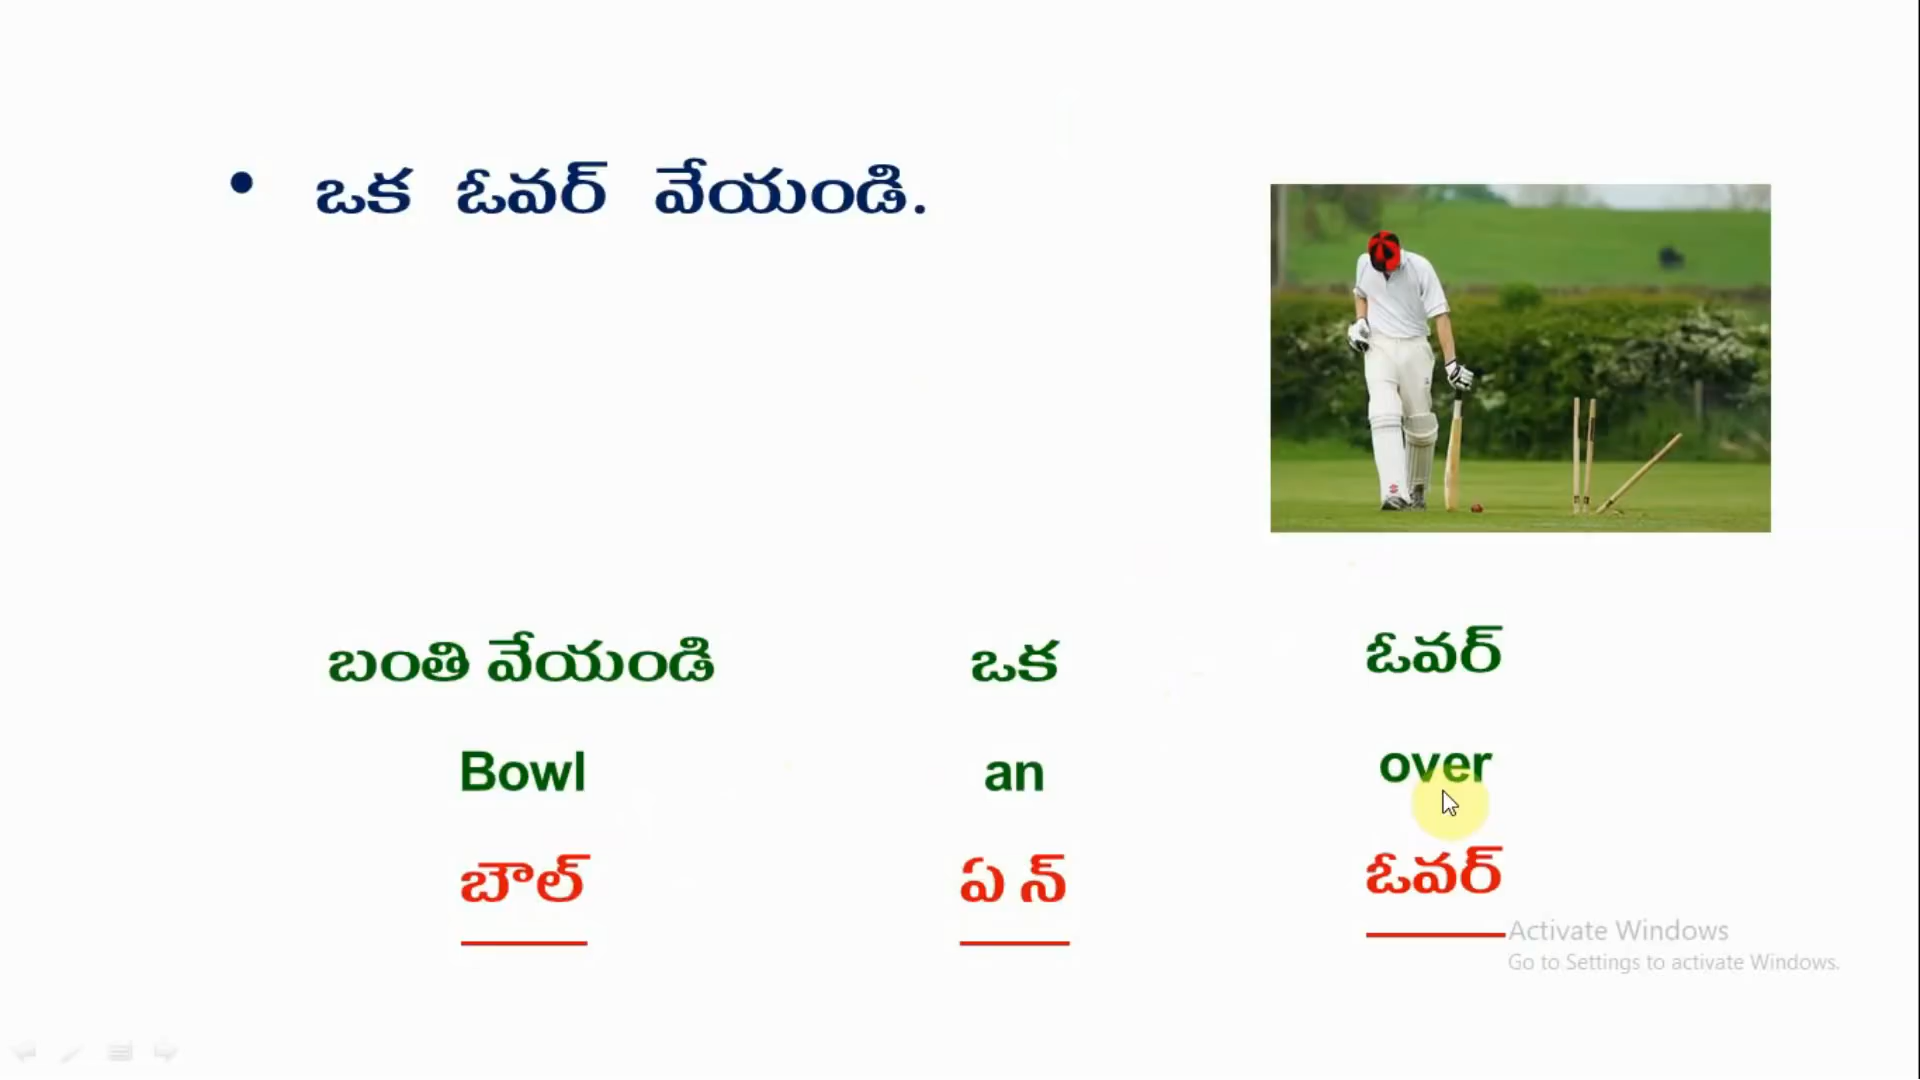 • ఒక ఓవర్ వేయండి.
బంతి వేయండి ఒక ఓవర్
Bowl an over
బౌల్ ఏ న్ ఓవర్
Activate Windows
Go to Settings to activate Windows.